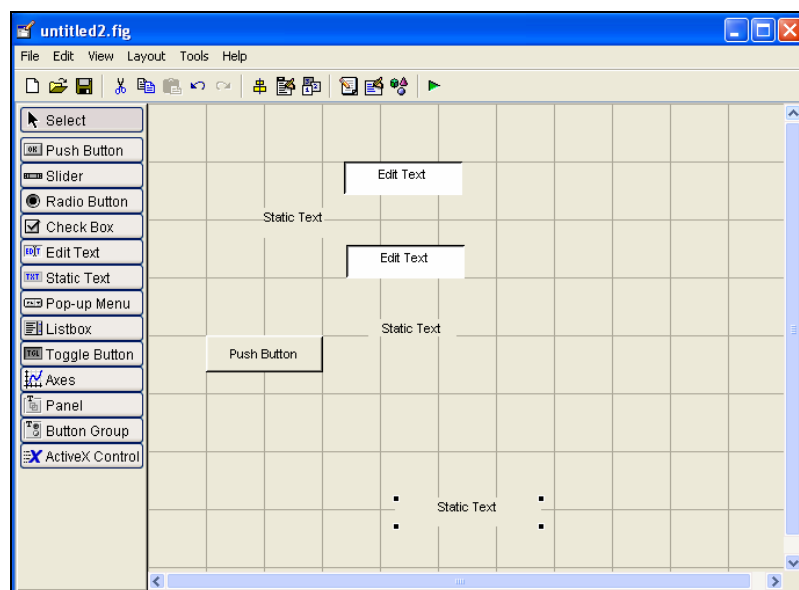 untitled2.fig
File Edit View Layout Tools Help
Select
Push Button
Slider
Radio Button
Check Box
Edit Text
Static Text
Pop-up Menu
Listbox
Toggle Button
Axes
Panel
Button Group
ActiveX Control
Edit Text
Static Text
Edit Text
Static Text
Push Button
Static Text